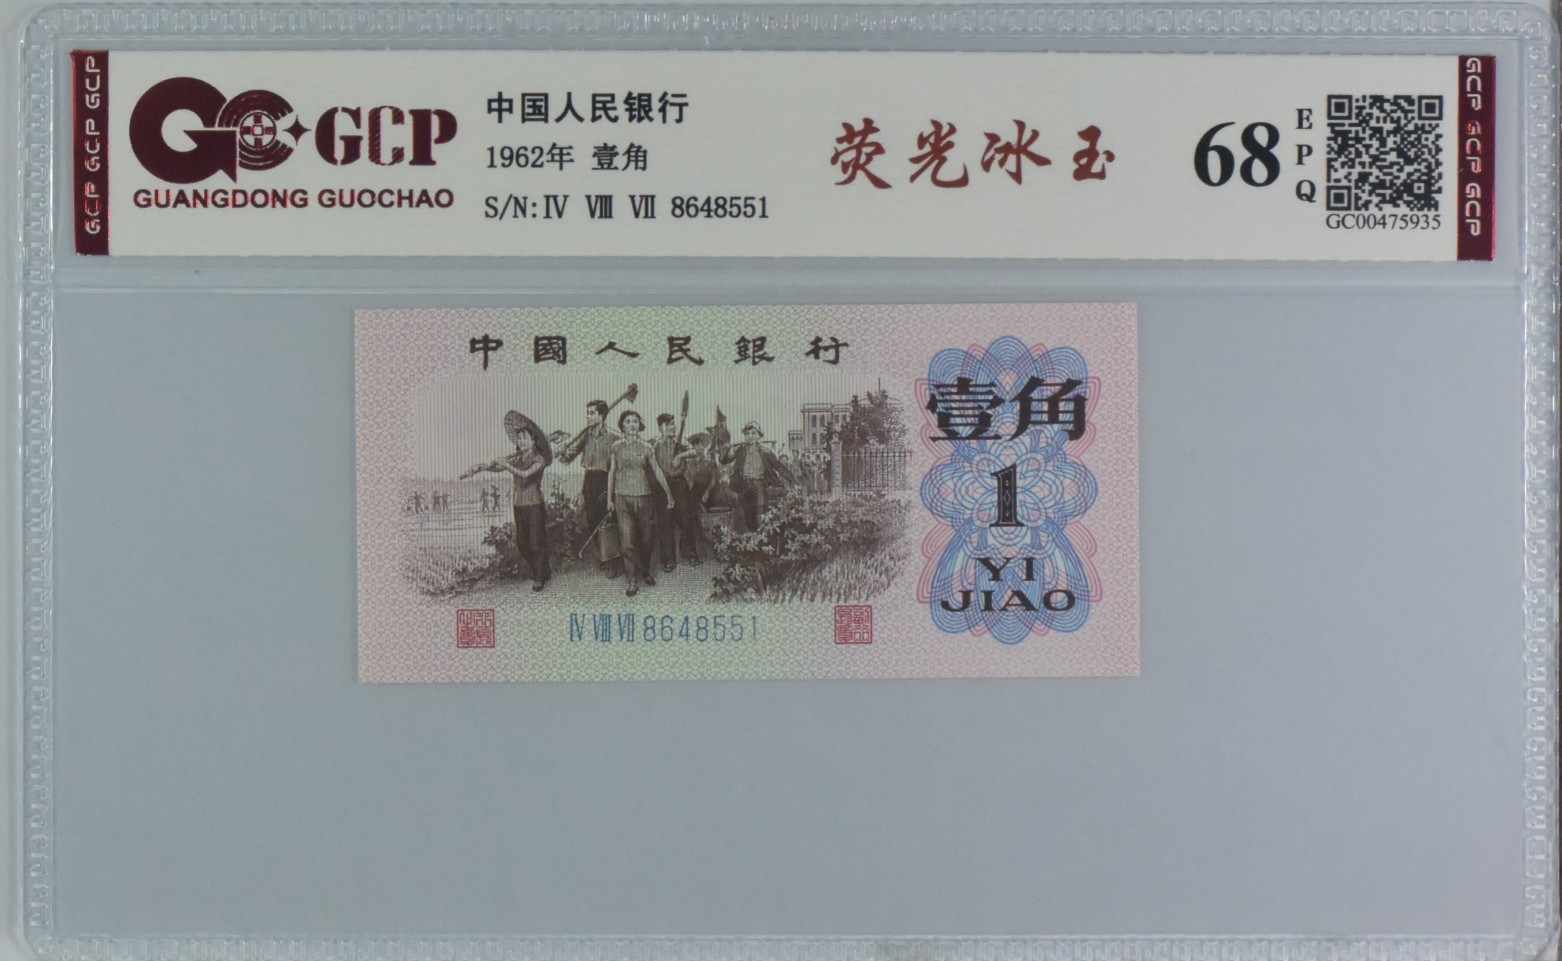 GCP GCP GCP
GCP
GUANGDONG GUOCHAO
中国人民银行
1962年 壹角
S/N: IV VIII VII 8648551
荧光冰玉
68
EPQ
GC00475935
GCP GCP GCP
中國人民銀行
壹角
1
YI
JIAO
IV VIII VII 8648551